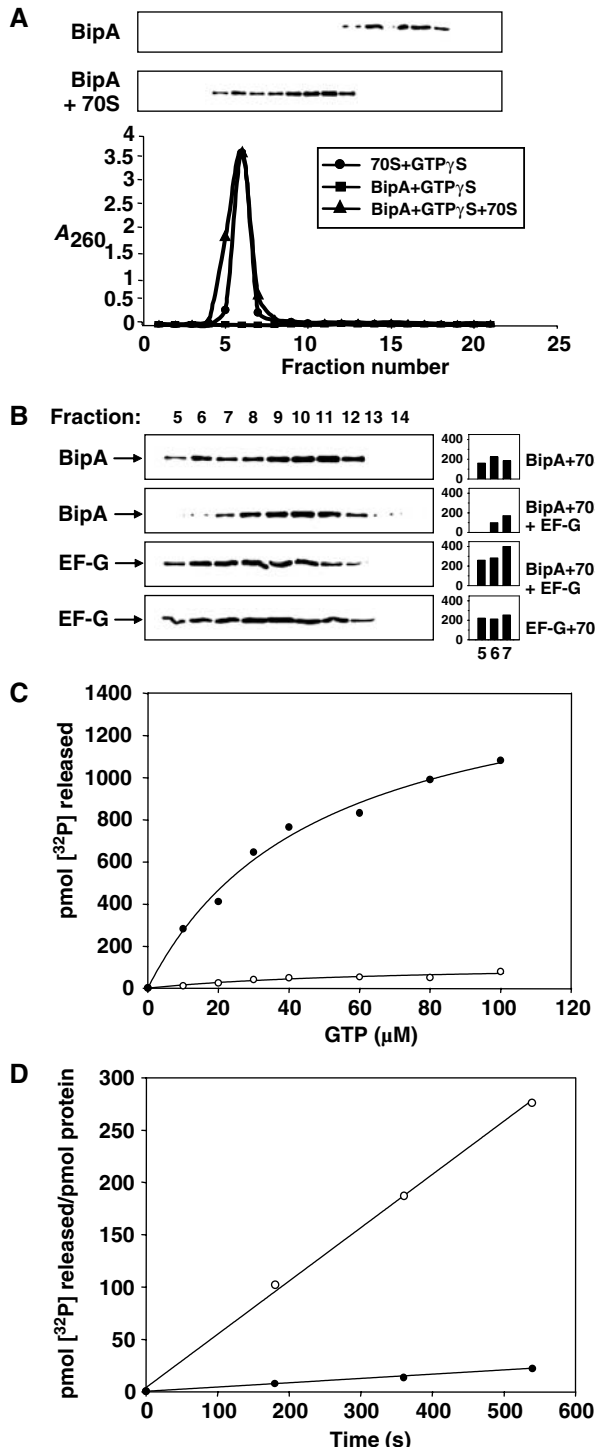 A
BipA
BipA
+ 70S
4
3.5
3
2.5
2
1.5
1
0.5
0
A260
70S+GTPγS
BipA+GTPγS
BipA+GTPγS+70S
0 5 10 15 20 25
Fraction number
B Fraction: 5 6 7 8 9 10 11 12 13 14
BipA
400
200
0
BipA+70
BipA
400
200
0
BipA+70
+ EF-G
EF-G
400
200
0
BipA+70
+ EF-G
EF-G
400
200
0
EF-G+70
5 6 7
C
1400
1200
1000
800
600
400
200
0
pmol [32P] released
0 20 40 60 80 100 120
GTP (μM)
D
300
250
200
150
100
50
0
pmol [32P] released/pmol protein
0 100 200 300 400 500 600
Time (s)